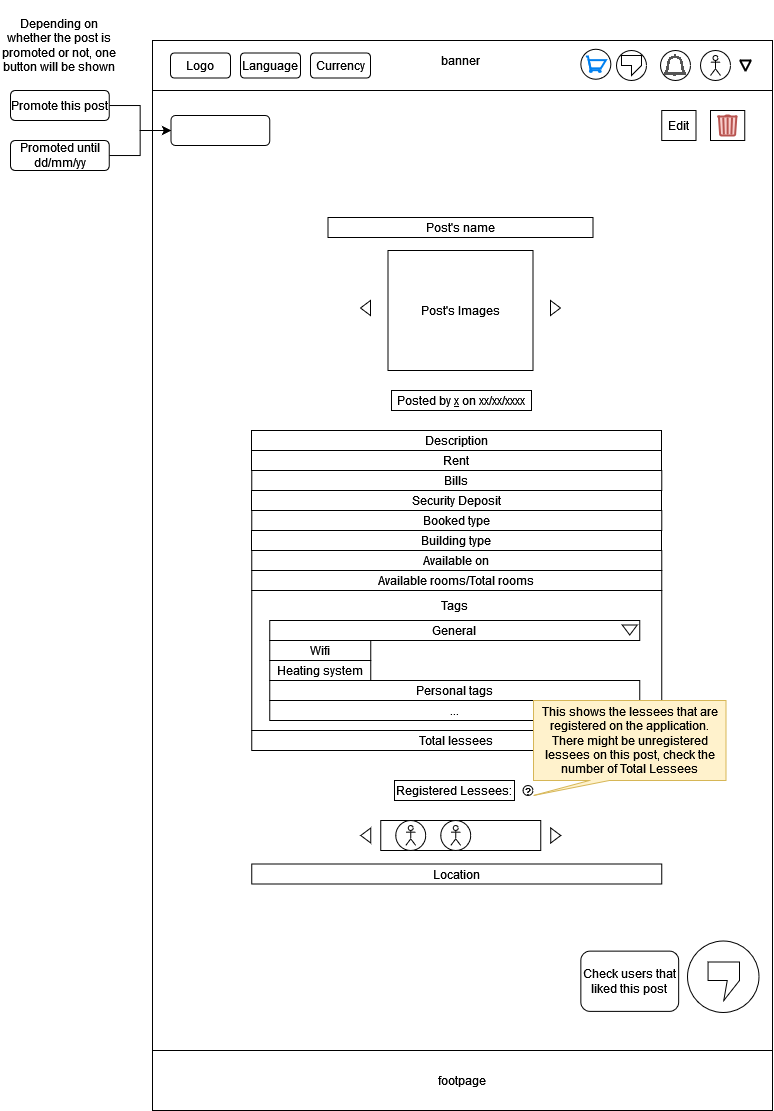 Depending on
whether the post is
promoted or not, one
button will be shown
Promote this post
Promoted until
dd/mm/yy
Logo
Language
Currency
banner
Edit
Post's name
Post's Images
Posted by x on xx/xx/xxxx
Description
Rent
Bills
Security Deposit
Booked type
Building type
Available on
Available rooms/Total rooms
Tags
General
Wifi
Heating system
Personal tags
...
Total lessees
This shows the lessees that are
registered on the application.
There might be unregistered
lessees on this post, check the
number of Total Lessees
Registered Lessees:
?
Location
Check users that
liked this post
footpage